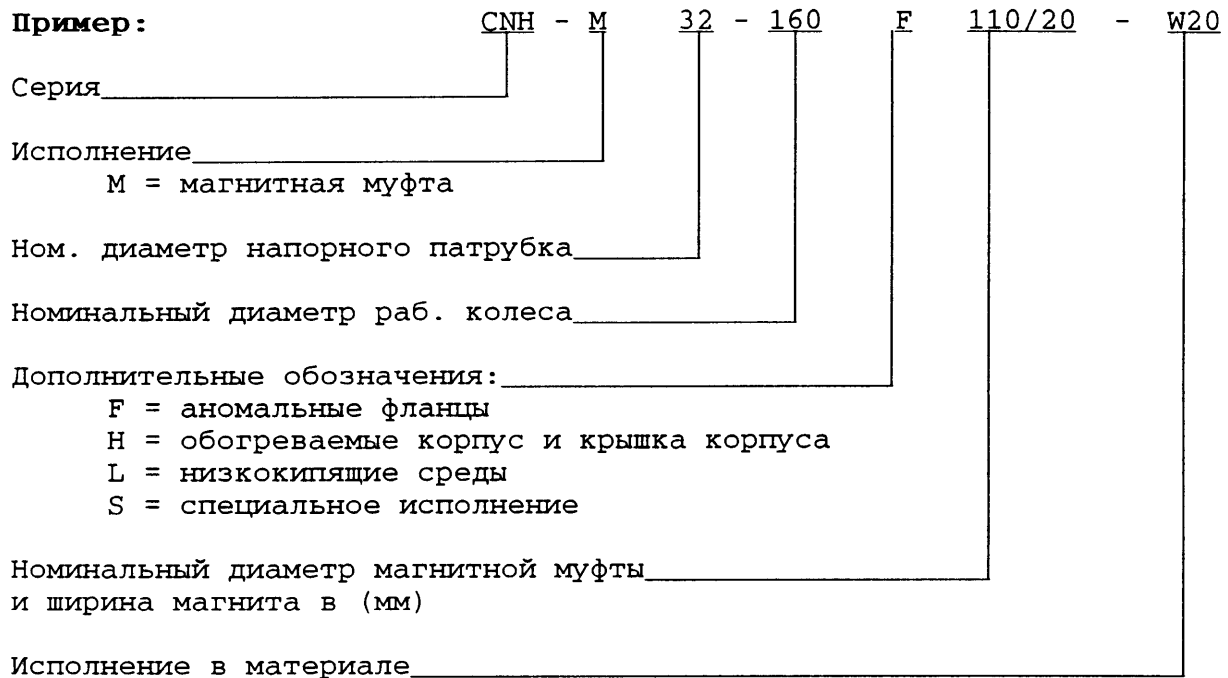 Пример: CNH - M 32 - 160 F 110/20 - W20
Серия
Исполнение
M = магнитная муфта
Ном. диаметр напорного патрубка
Номинальный диаметр раб. колеса
Дополнительные обозначения:
F = аномальные фланцы
H = обогреваемые корпус и крышка корпуса
L = низкокипящие среды
S = специальное исполнение
Номинальный диаметр магнитной муфты
и ширина магнита в (мм)
Исполнение в материале